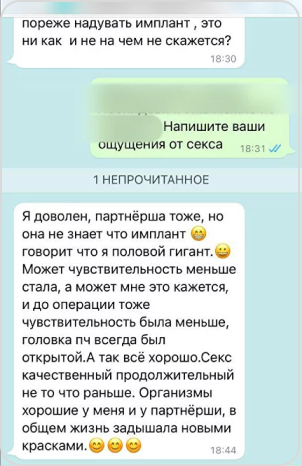 пореже надувать имплант , это
ни как и не на чем не скажется?
18:30
Напишите ваши
ощущения от секса 18:31
1 НЕПРОЧИТАННОЕ
Я доволен, партнёрша тоже, но
она не знает что имплант 😁
говорит что я половой гигант.😀
Может чувствительность меньше
стала, а может мне это кажется,
и до операции тоже
чувствительность была меньше,
головка пч всегда был
открытой.А так всё хорошо.Секс
качественный продолжительный
не то что раньше. Организмы
хорошие у меня и у партнёрши, в
общем жизнь задышала новыми
красками.😊😊😊
18:44